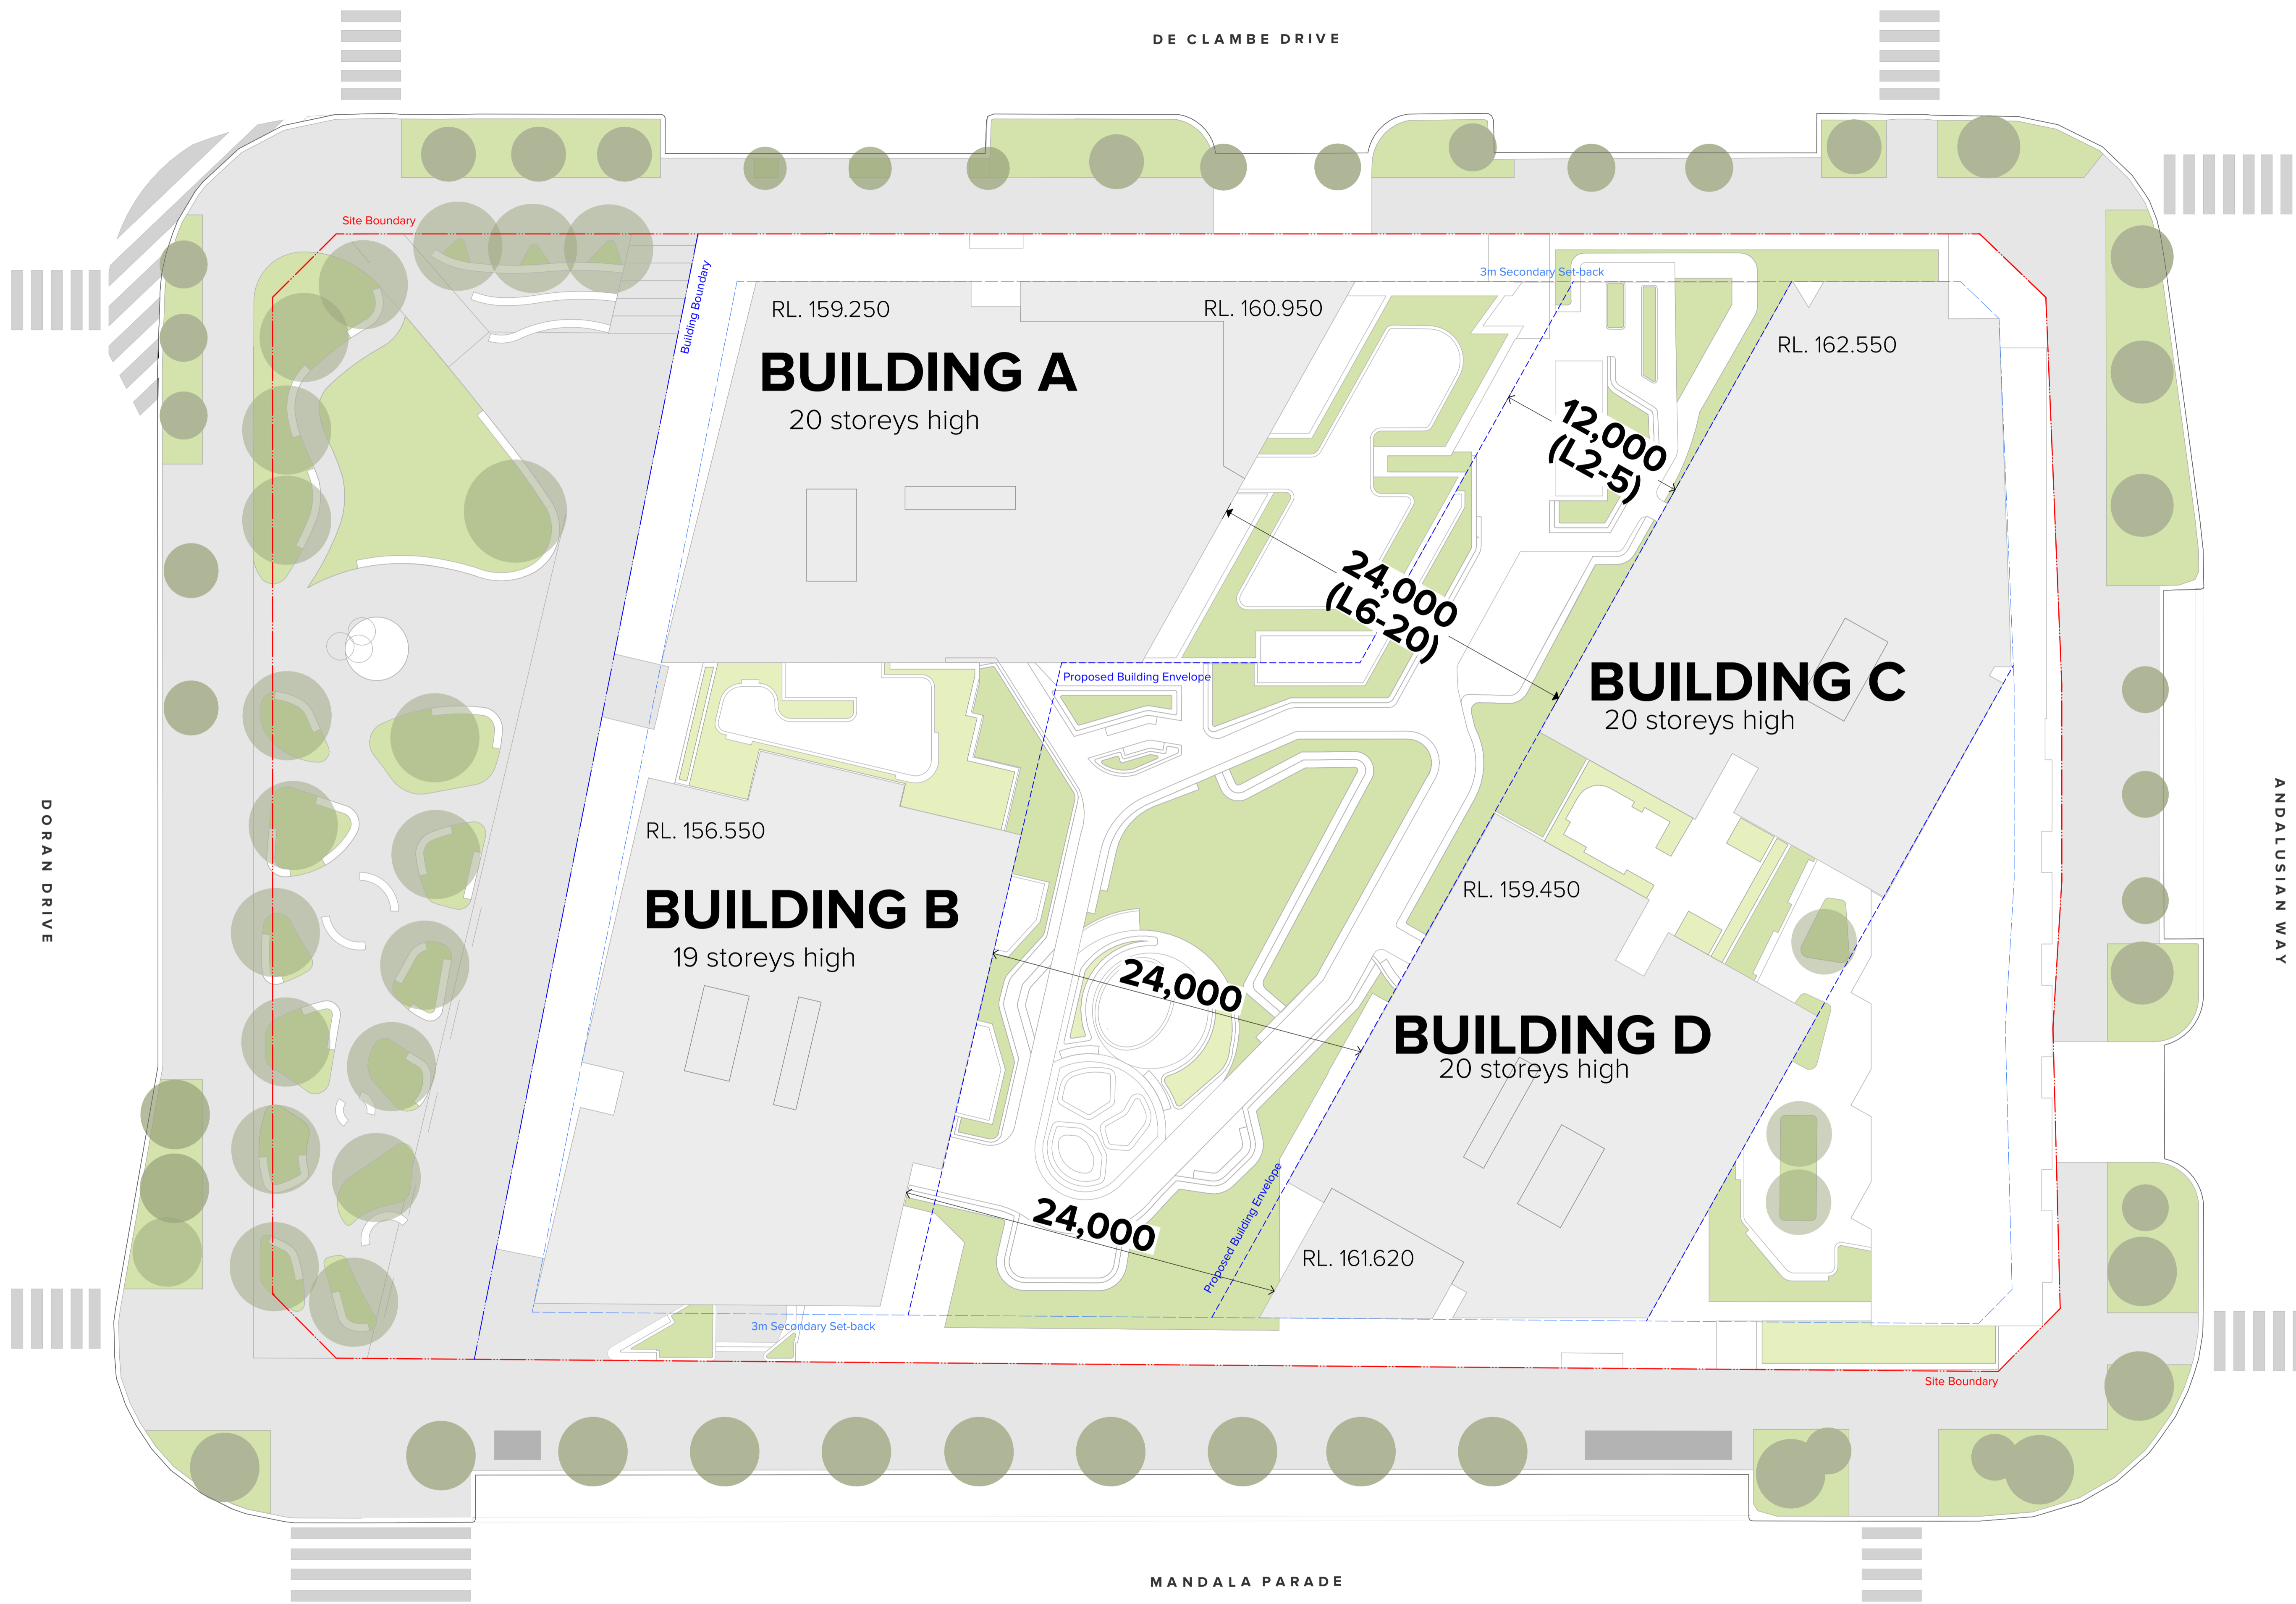 DE CLAMBE DRIVE
Site Boundary
Building Boundary
3m Secondary Set-back
RL. 159.250
RL. 160.950
RL. 162.550
BUILDING A
20 storeys high
12,000
(L2-5)
24,000
(L6-20)
Proposed Building Envelope
BUILDING C
20 storeys high
RL. 156.550
DORAN DRIVE
ANDALUSIAN WAY
BUILDING B
19 storeys high
RL. 159.450
24,000
BUILDING D
20 storeys high
24,000
Proposed Building Envelope
RL. 161.620
3m Secondary Set-back
Site Boundary
MANDALA PARADE